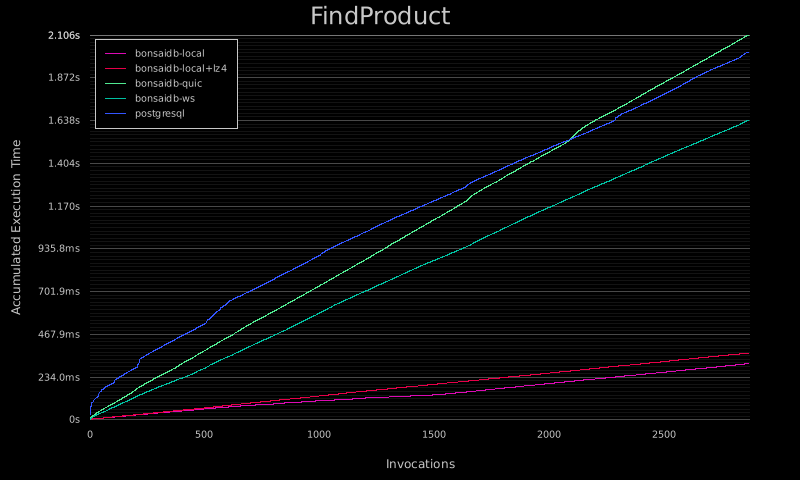 FindProduct
2.106s
1.872s
1.638s
1.404s
1.170s
935.8ms
701.9ms
467.9ms
234.0ms
0s
Accumulated Execution Time
bonsaidb-local
bonsaidb-local+lz4
bonsaidb-quic
bonsaidb-ws
postgresql
0 500 1000 1500 2000 2500
Invocations